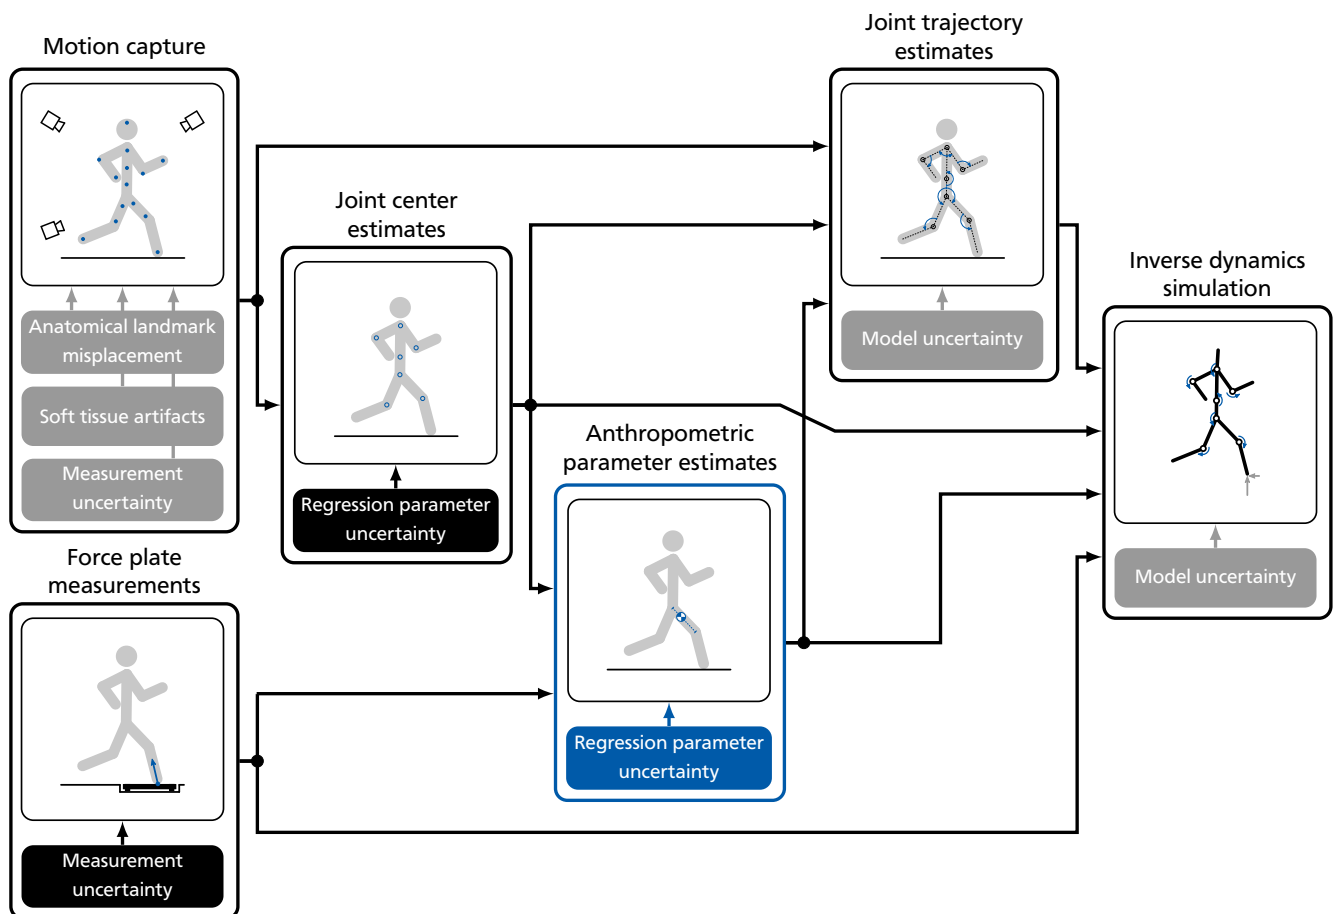 Motion capture
Anatomical landmark
misplacement
Soft tissue artifacts
Measurement
uncertainty
Force plate
measurements
Measurement
uncertainty
Joint center
estimates
Regression parameter
uncertainty
Anthropometric
parameter estimates
Regression parameter
uncertainty
Joint trajectory
estimates
Model uncertainty
Inverse dynamics
simulation
Model uncertainty